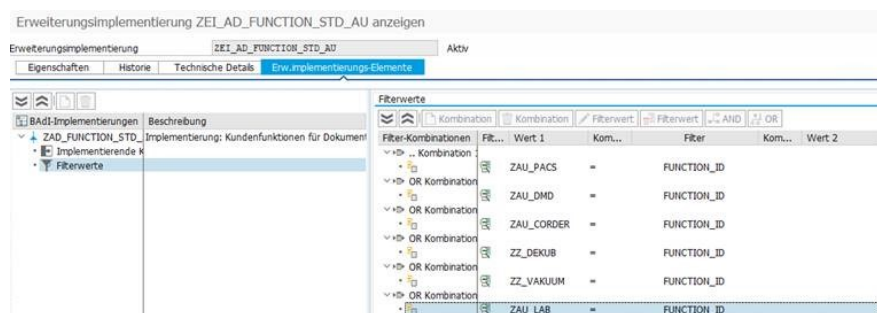 Erweiterungsimplementierung ZEI_AD_FUNCTION_STD_AU anzeigen
Erweiterungsimplementierung ZEI_AD_FUNCTION_STD_AU Aktiv
Eigenschaften Historie Technische Details Erw.implementierungs-Elemente
BAdI-Implementierungen Beschreibung
ZAD_FUNCTION_STD_ Implementierung: Kundenfunktionen für Dokument
Implementierende K
Filterwerte
Filterwerte
Kombination Kombination Filterwert Filterwert AND OR
Filter-Kombinationen Filt... Wert 1 Kom... Filter Kom... Wert 2
.. Kombination
ZAU_PACS = FUNCTION_ID
OR Kombination
ZAU_DMD = FUNCTION_ID
OR Kombination
ZAU_CORDER = FUNCTION_ID
OR Kombination
ZZ_DEKUB = FUNCTION_ID
OR Kombination
ZZ_VAKUUM = FUNCTION_ID
OR Kombination
ZAU_LAB = FUNCTION_ID